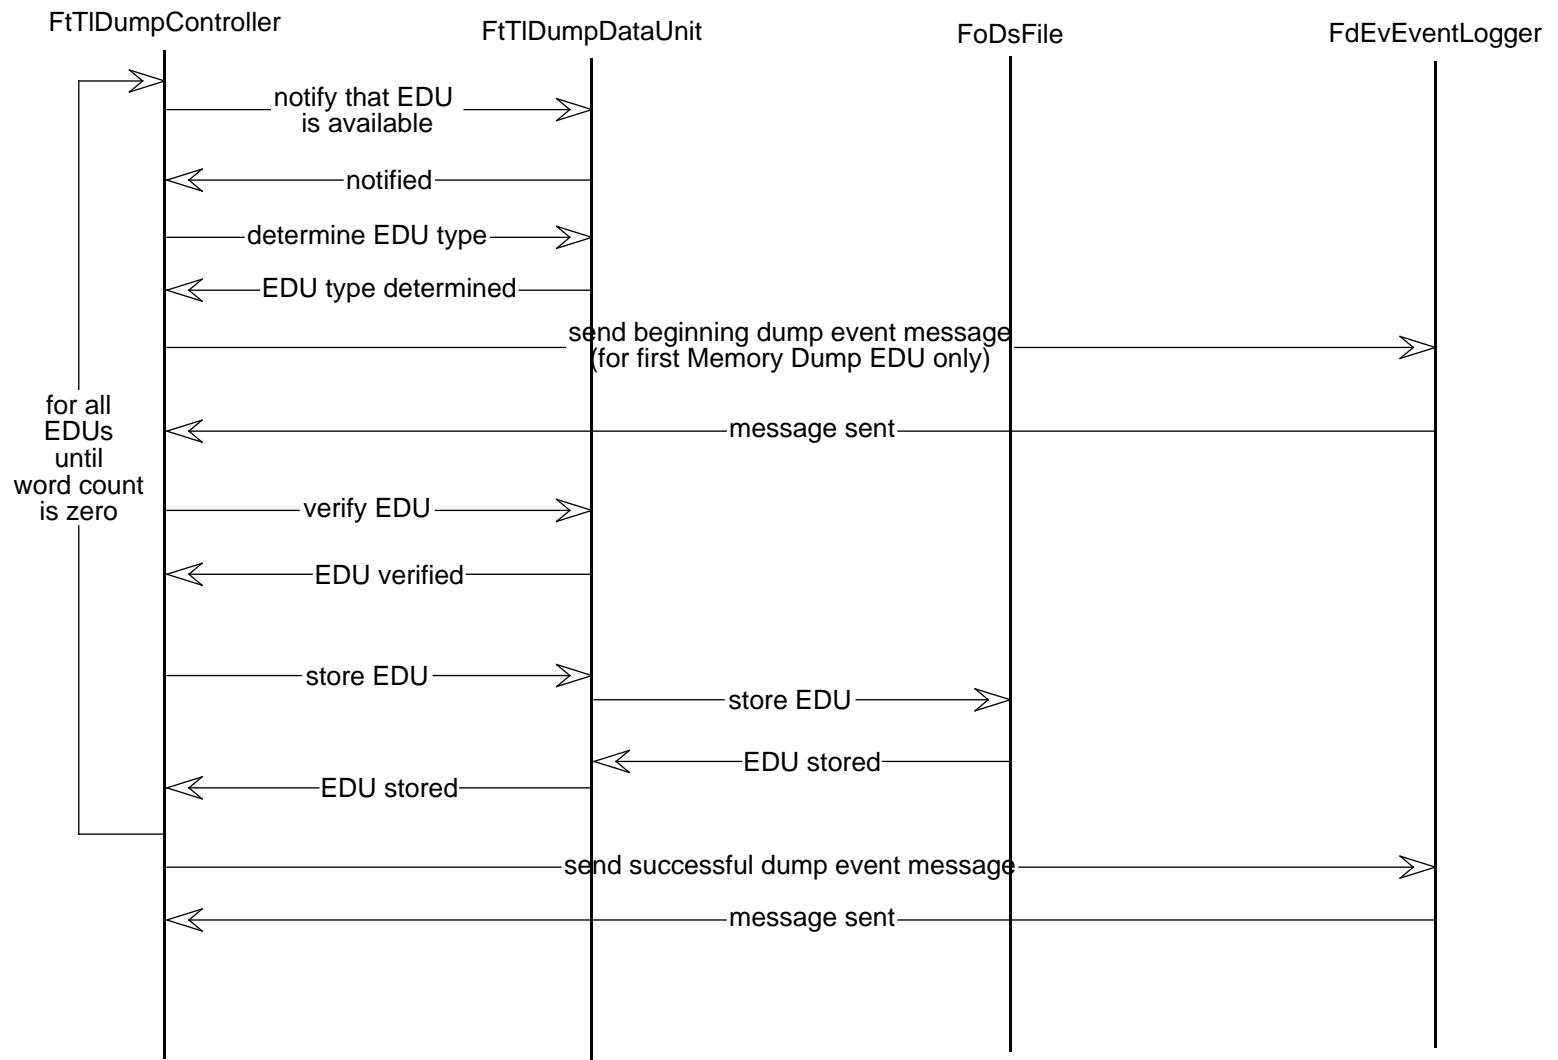 FtTlDumpController
FtTlDumpDataUnit
FoDsFile
FdEvEventLogger
notify that EDU
is available
notified
determine EDU type
EDU type determined
send beginning dump event message
(for first Memory Dump EDU only)
for all
EDUs
until
word count
is zero
message sent
verify EDU
EDU verified
store EDU
store EDU
EDU stored
EDU stored
send successful dump event message
message sent